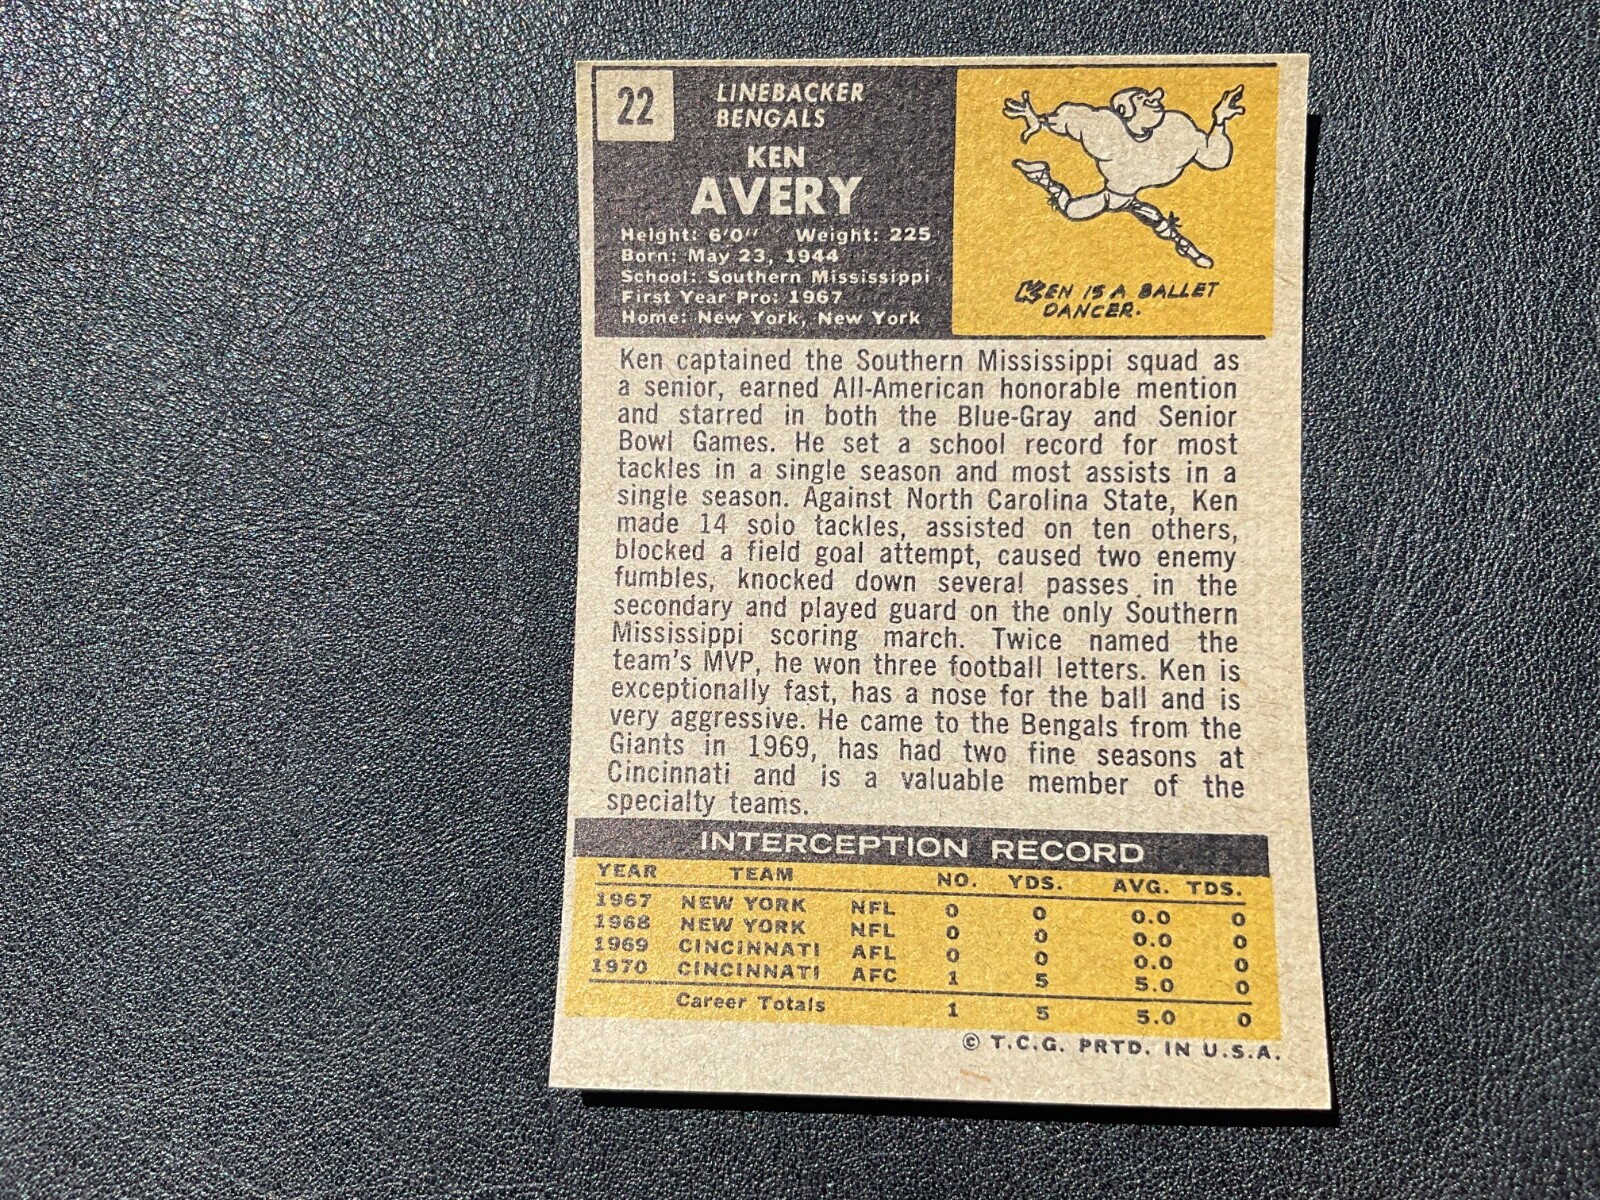 22
LINEBACKER
BENGALS
KEN
AVERY
Height: 6'0" Weight: 225
Born: May 23, 1944
School: Southern Mississippi
First Year Pro: 1967
Home: New York, New York
KEN IS A BALLET
DANCER.
Ken captained the Southern Mississippi squad as
a senior, earned All-American honorable mention
and starred in both the Blue-Gray and Senior
Bowl Games. He set a school record for most
tackles in a single season and most assists in a
single season. Against North Carolina State, Ken
made 14 solo tackles, assisted on ten others,
blocked a field goal attempt, caused two enemy
fumbles, knocked down several passes in the
secondary and played guard on the only Southern
Mississippi scoring march. Twice named the
team's MVP, he won three football letters. Ken is
exceptionally fast, has a nose for the ball and is
very aggressive. He came to the Bengals from the
Giants in 1969, has had two fine seasons at
Cincinnati and is a valuable member of the
specialty teams.
INTERCEPTION RECORD
YEAR TEAM NO. YDS. AVG. TDS.
1967 NEW YORK NFL 0 0 0.0 0
1968 NEW YORK NFL 0 0 0.0 0
1969 CINCINNATI AFL 0 0 0.0 0
1970 CINCINNATI AFC 1 5 5.0 0
Career Totals 1 5 5.0 0
© T.C.G. PRTD. IN U.S.A.